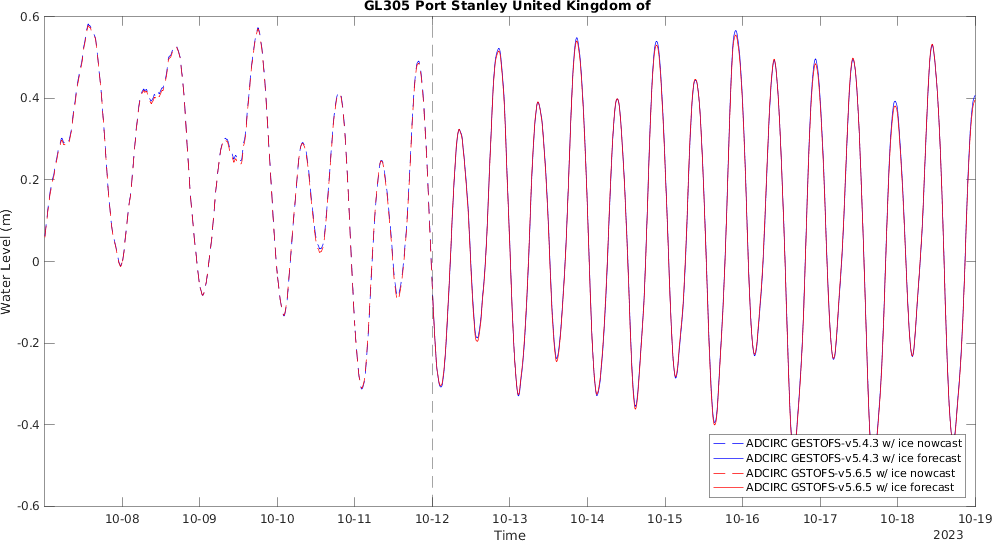 GL305 Port Stanley United Kingdom of
0.6
0.4
0.2
0
-0.2
-0.4
-0.6
Water Level (m)
10-08 10-09 10-10 10-11 10-12 10-13 10-14 10-15 10-16 10-17 10-18 10-19
Time
2023
ADCIRC GESTOFS-v5.4.3 w/ ice nowcast
ADCIRC GESTOFS-v5.4.3 w/ ice forecast
ADCIRC GSTOFS-v5.6.5 w/ ice nowcast
ADCIRC GSTOFS-v5.6.5 w/ ice forecast